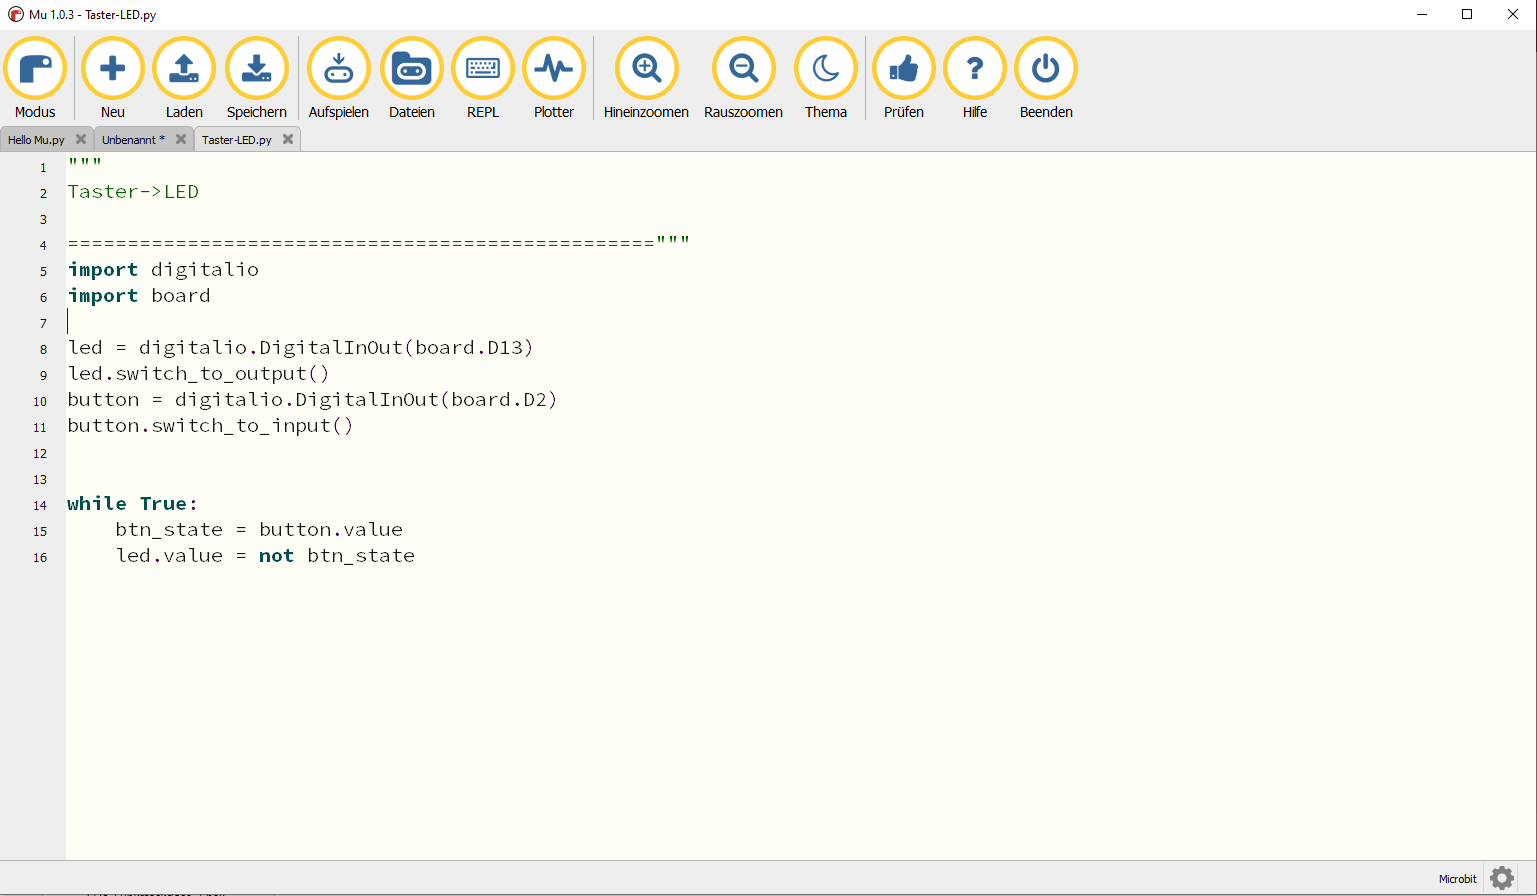 Mu 1.0.3 - Taster-LED.py
Modus Neu Laden Speichern Aufspielen Dateien REPL Plotter Hineinzoomen Rauszoomen Thema Prüfen Hilfe Beenden
Hello Mu.py Unbenannt * Taster-LED.py
1 """
2 Taster->LED
3
4 ================================================="""
5 import digitalio
6 import board
7
8 led = digitalio.DigitalInOut(board.D13)
9 led.switch_to_output()
10 button = digitalio.DigitalInOut(board.D2)
11 button.switch_to_input()
12
13
14 while True:
15     btn_state = button.value
16     led.value = not btn_state
Microbit